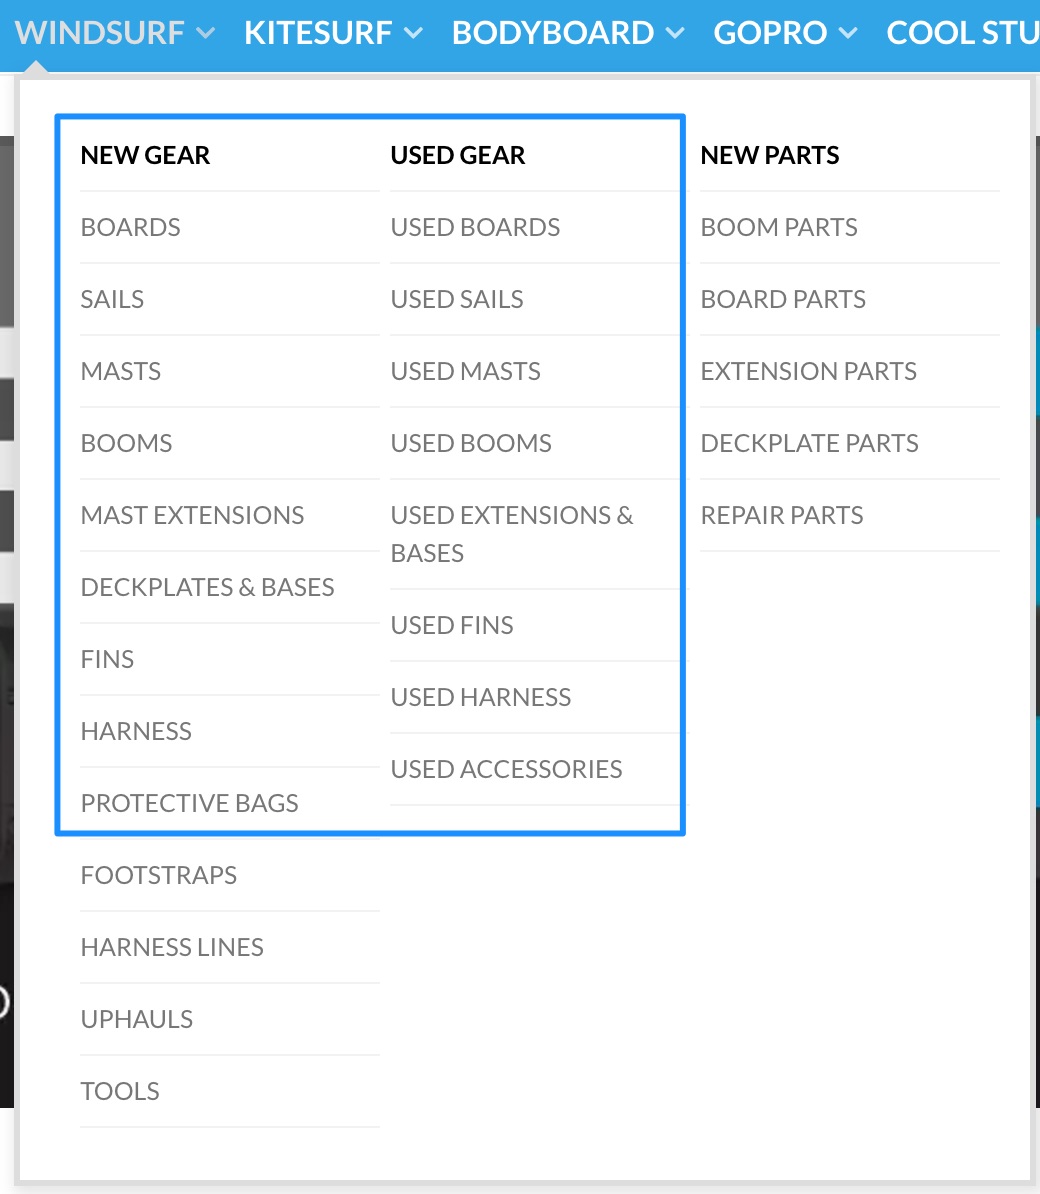 WINDSURF KITESURF BODYBOARD GOPRO COOL STU
NEW GEAR
BOARDS
SAILS
MASTS
BOOMS
MAST EXTENSIONS
DECKPLATES & BASES
FINS
HARNESS
PROTECTIVE BAGS
FOOTSTRAPS
HARNESS LINES
UPHAULS
TOOLS
USED GEAR
USED BOARDS
USED SAILS
USED MASTS
USED BOOMS
USED EXTENSIONS &
BASES
USED FINS
USED HARNESS
USED ACCESSORIES
NEW PARTS
BOOM PARTS
BOARD PARTS
EXTENSION PARTS
DECKPLATE PARTS
REPAIR PARTS